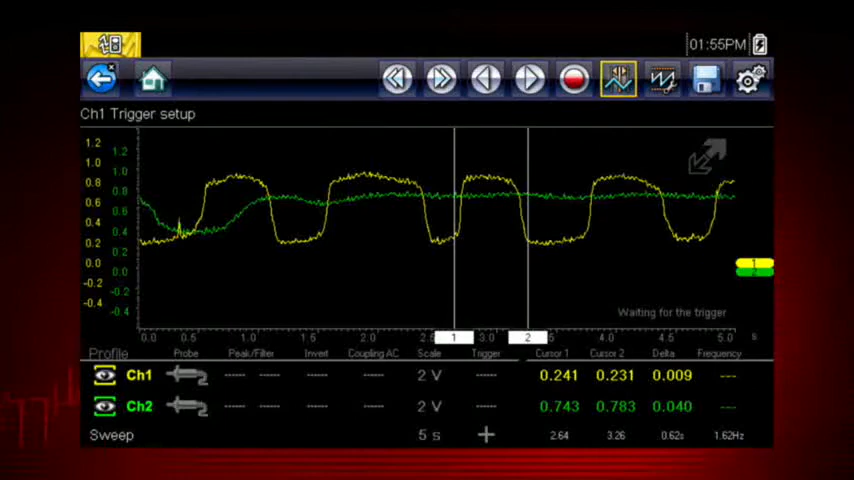 01:55PM
Ch1 Trigger setup
1.2 1.2
1.0 1.0
0.8 0.8
0.6 0.6
0.4 0.4
0.2 0.2
0.0 0.0
-0.2 -0.2
-0.4 -0.4
1
Waiting for the trigger
0.0 0.5 1.0 1.5 2.0 2.5 1 3.0 2 5 4.0 4.5 5.0 s
Profile Probe Peak/Filter Invert Coupling AC Scale Trigger Cursor 1 Cursor 2 Delta Frequency
Ch1 ---- ---- ---- ---- 2 V ---- 0.241 0.231 0.009 ---
Ch2 ---- ---- ---- ---- 2 V ---- 0.743 0.783 0.040 ---
Sweep 5 s 2.64 3.26 0.62s 1.62Hz